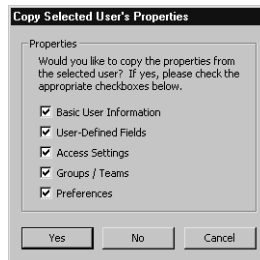 Copy Selected User's Properties
Properties
Would you like to copy the properties from
the selected user? If yes, please check the
appropriate checkboxes below.
Basic User Information
User-Defined Fields
Access Settings
Groups / Teams
Preferences
Yes No Cancel